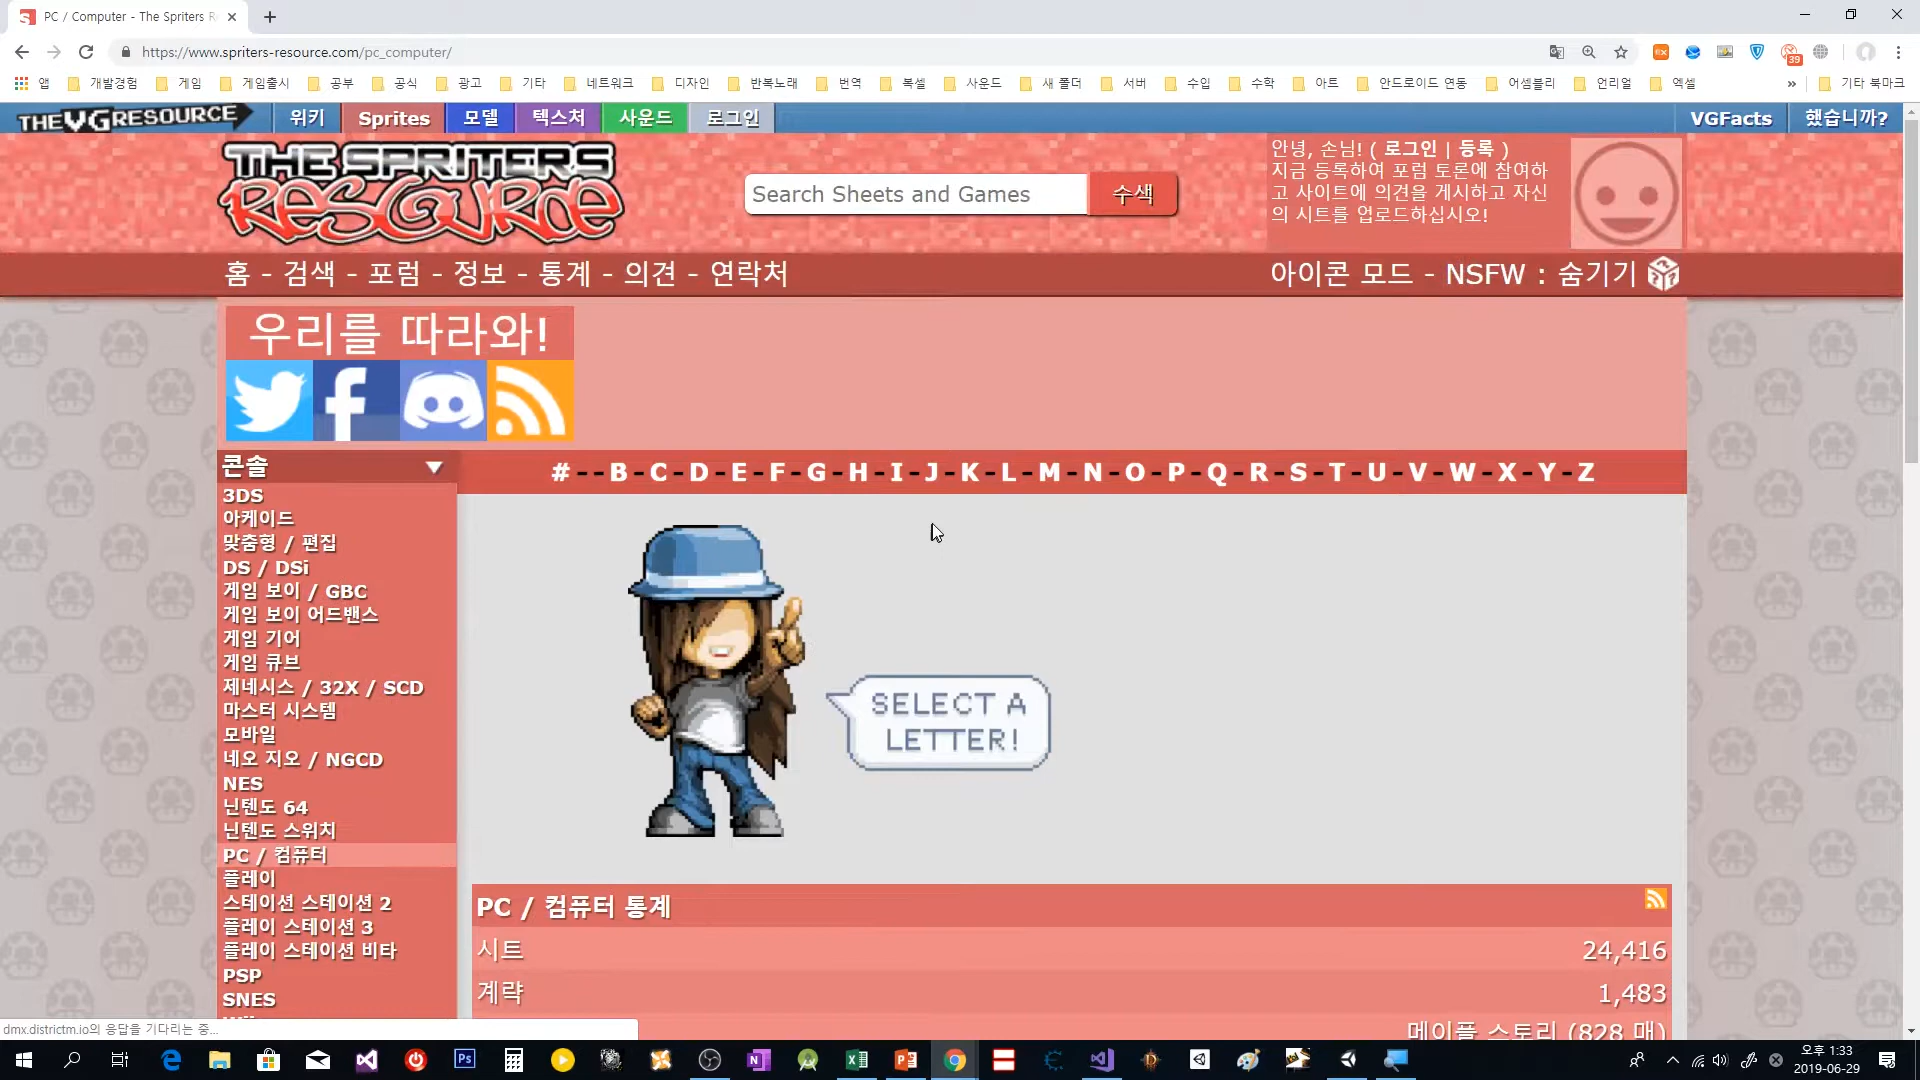 PC / Computer - The Spriters R
https://www.spriters-resource.com/pc_computer/
39
앱 개발경험 게임 게임출시 공부 공식 광고 기타 네트워크 디자인 반복노래 번역 복셀 사운드 새 폴더 서버 수입 수학 아트 안드로이드 연동 어셈블리 언리얼 엑셀 » 기타 북마크
THE VG RESOURCE 위키 Sprites 모델 텍스처 사운드 로그인 VGFacts 했습니까?
THE SPRITERS
RESOURCE
Search Sheets and Games 수색
안녕, 손님! ( 로그인 | 등록 )
지금 등록하여 포럼 토론에 참여하
고 사이트에 의견을 게시하고 자신
의 시트를 업로드하십시오!
홈 - 검색 - 포럼 - 정보 - 통계 - 의견 - 연락처
아이콘 모드 - NSFW : 숨기기
우리를 따라와!
콘솔
# - - B - C - D - E - F - G - H - I - J - K - L - M - N - O - P - Q - R - S - T - U - V - W - X - Y - Z
3DS
아케이드
맞춤형 / 편집
DS / DSi
게임 보이 / GBC
게임 보이 어드밴스
게임 기어
게임 큐브
제네시스 / 32X / SCD
마스터 시스템
모바일
네오 지오 / NGCD
NES
닌텐도 64
닌텐도 스위치
PC / 컴퓨터
플레이
스테이션 스테이션 2
플레이 스테이션 3
플레이 스테이션 비타
PSP
SNES
SELECT A
LETTER!
PC / 컴퓨터 통계
시트 24,416
계략 1,483
메이플 스토리 (828 매)
dmx.districtm.io의 응답을 기다리는 중...
오후 1:33
2019-06-29